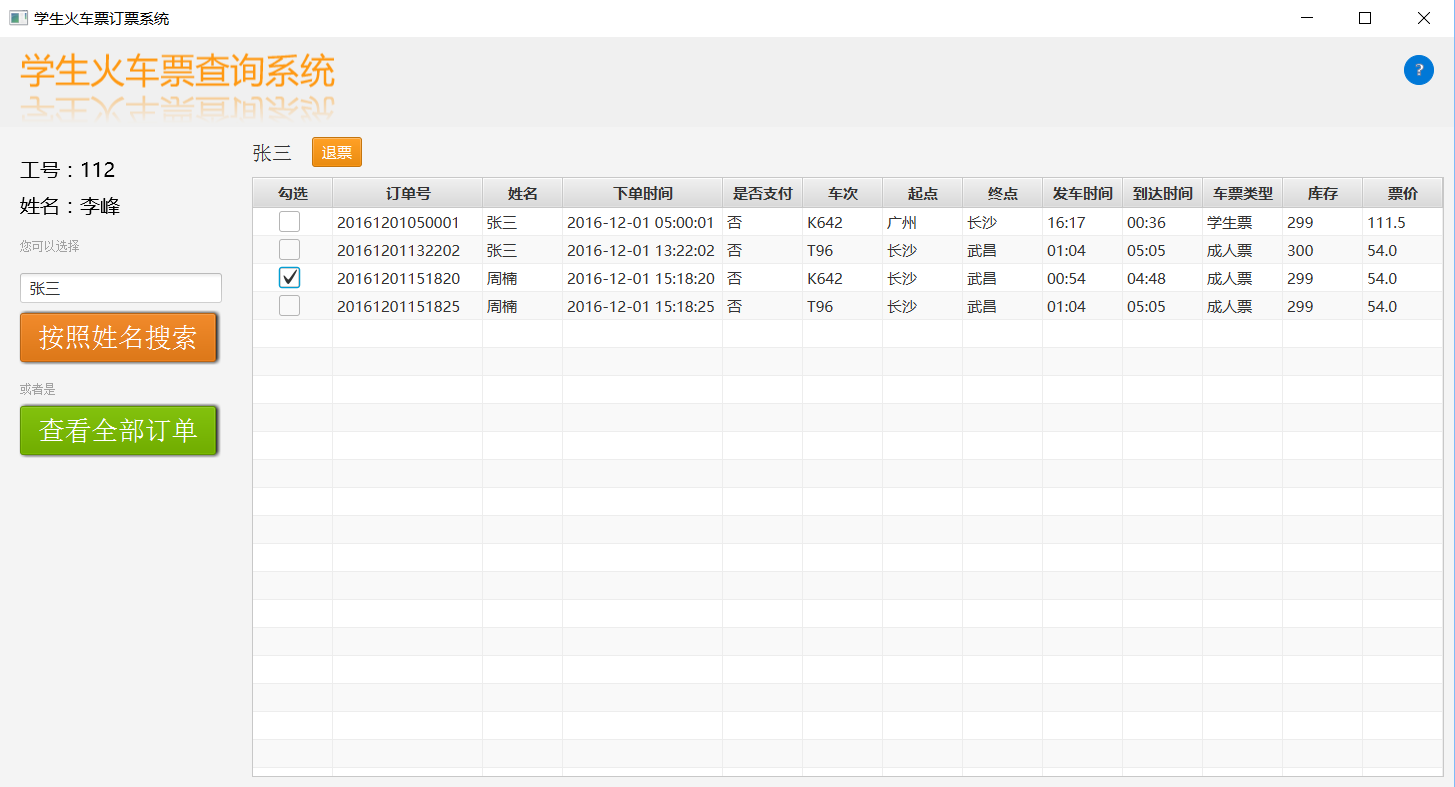 学生火车票订票系统
学生火车票查询系统
?
工号：112
姓名：李峰
您可以选择
张三
按照姓名搜索
或者是
查看全部订单
张三 退票
勾选 订单号 姓名 下单时间 是否支付 车次 起点 终点 发车时间 到达时间 车票类型 库存 票价
20161201050001 张三 2016-12-01 05:00:01 否 K642 广州 长沙 16:17 00:36 学生票 299 111.5
20161201132202 张三 2016-12-01 13:22:02 否 T96 长沙 武昌 01:04 05:05 成人票 300 54.0
20161201151820 周楠 2016-12-01 15:18:20 否 K642 长沙 武昌 00:54 04:48 成人票 299 54.0
20161201151825 周楠 2016-12-01 15:18:25 否 T96 长沙 武昌 01:04 05:05 成人票 299 54.0